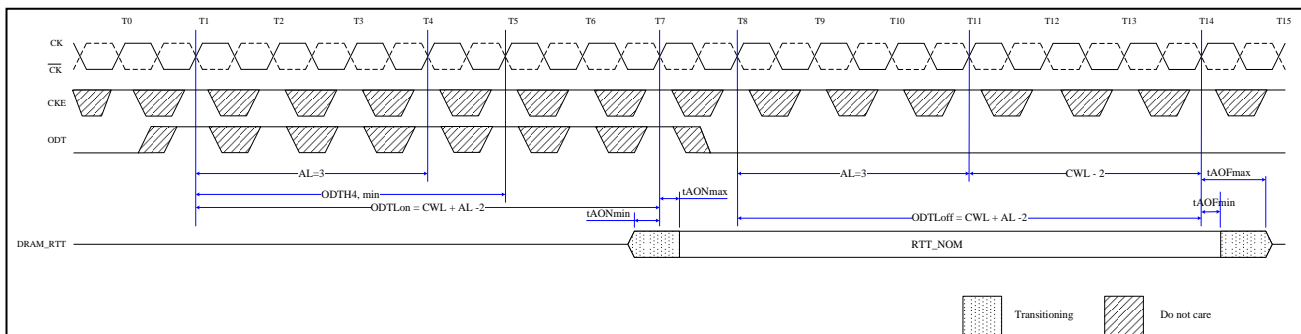 T0 T1 T2 T3 T4 T5 T6 T7 T8 T9 T10 T11 T12 T13 T14 T15
CK
CK
CKE
ODT
AL=3 AL=3 CWL - 2 tAOFmax
ODTH4, min tAONmax
ODTLon = CWL + AL -2 tAOFmin
tAONmin ODTLoff = CWL + AL -2
DRAM_RTT RTT_NOM
Transitioning Do not care